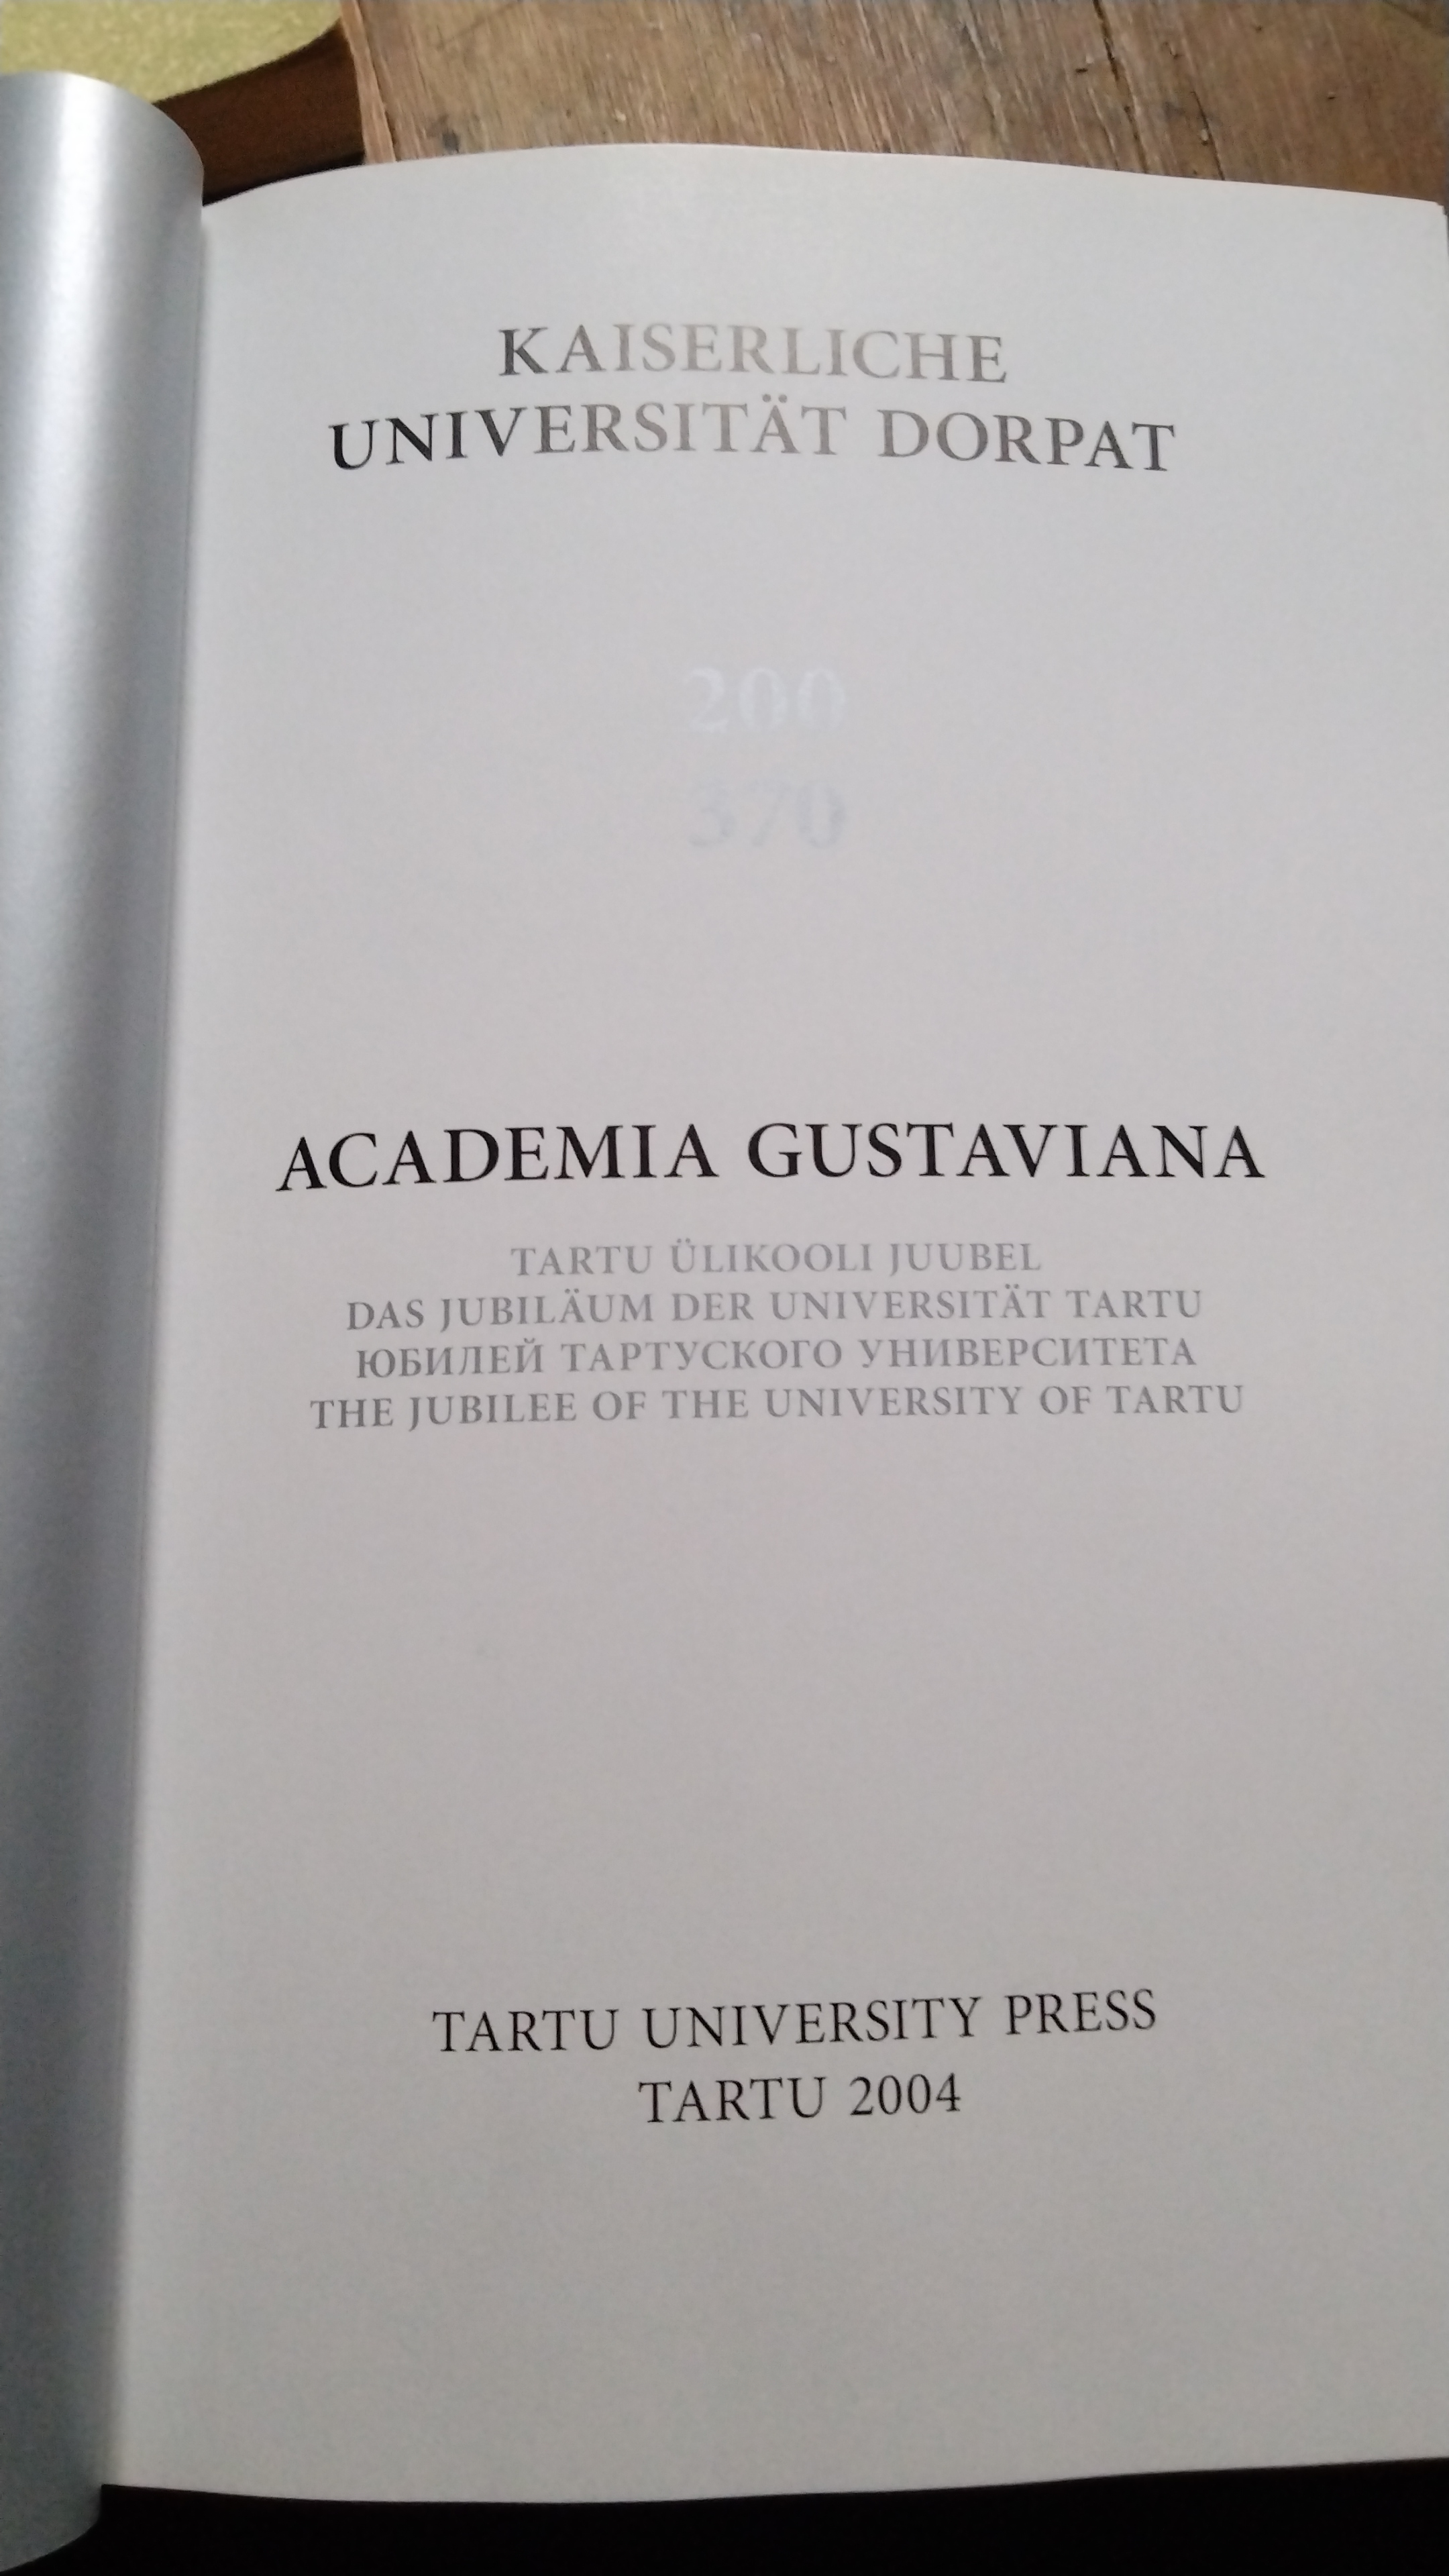 KAISERLICHE
UNIVERSITÄT DORPAT
200
370
ACADEMIA GUSTAVIANA
TARTU ÜLIKOOLI JUUBEL
DAS JUBILÄUM DER UNIVERSITÄT TARTU
ЮБИЛЕЙ ТАРТУСКОГО УНИВЕРСИТЕТА
THE JUBILEE OF THE UNIVERSITY OF TARTU
TARTU UNIVERSITY PRESS
TARTU 2004